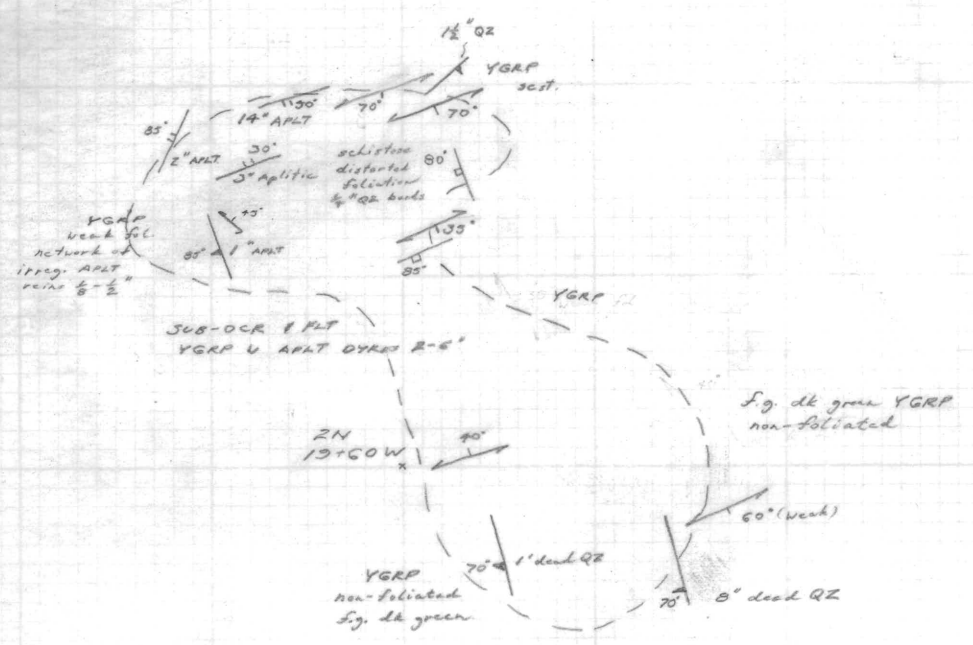 1½" QZ
YGRP
scst.
30°
70°
70°
14" APLT
85°
2" APLT
30°
3" Aplitic
schistose
distorted
foliation
¾" QZ bands
80°
YGRP
weak fol.
network of
irreg. APLT
veins ⅛-½"
45°
85° 1" APLT
35°
85°
YGRP
SUB-OCR & FLT
YGRP W APLT DYKES 2-6"
f.g. dk green YGRP
non-foliated
2N
19+60W
x
40°
60° (weak)
70° 1' dead QZ
YGRP
non-foliated
f.g. dk green
70° 8" dead QZ